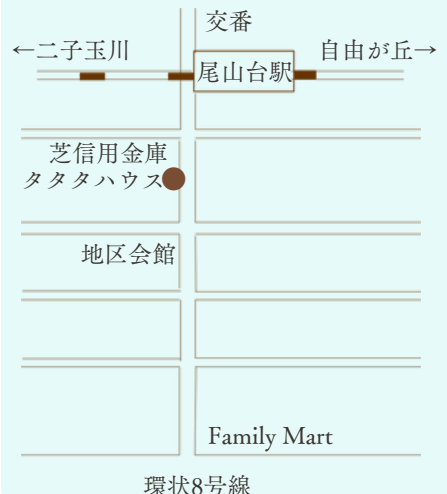 交番
←二子玉川
自由が丘→
尾山台駅
芝信用金庫
タタタハウス
地区会館
Family Mart
環状8号線